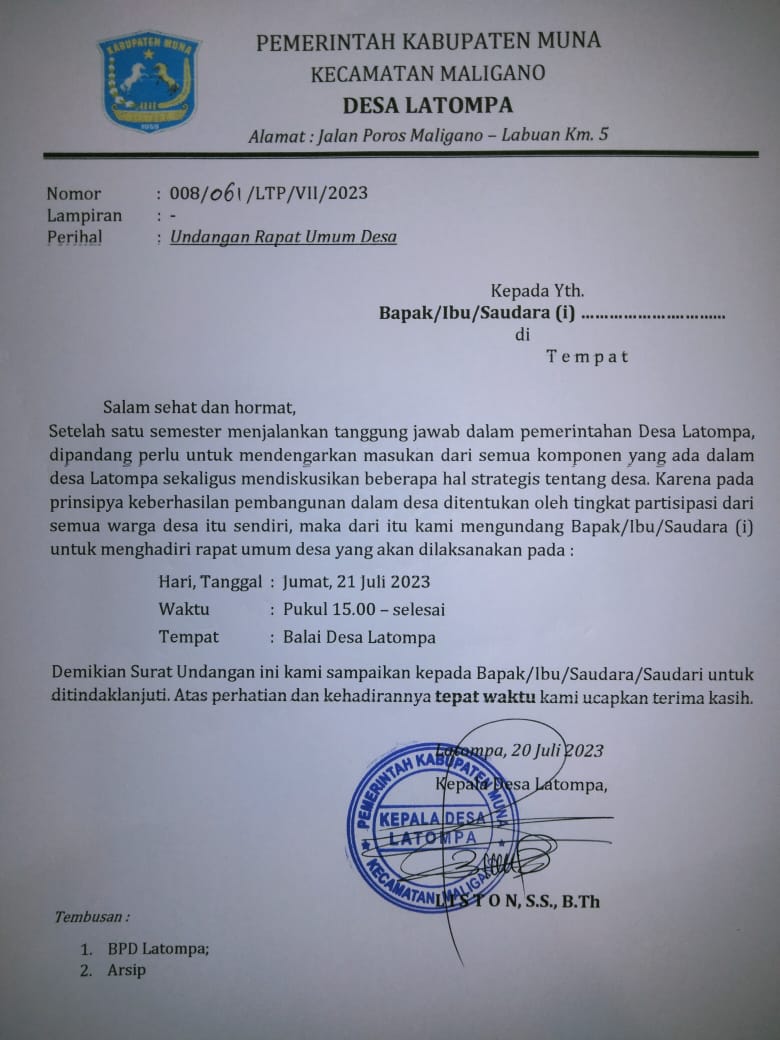 KABUPATEN MUNA
1959
PEMERINTAH KABUPATEN MUNA
KECAMATAN MALIGANO
DESA LATOMPA
Alamat : Jalan Poros Maligano – Labuan Km. 5
Nomor : 008/061/LTP/VII/2023
Lampiran : -
Perihal : Undangan Rapat Umum Desa
Kepada Yth.
Bapak/Ibu/Saudara (i) ……………………………
di
T e m p a t
Salam sehat dan hormat,
Setelah satu semester menjalankan tanggung jawab dalam pemerintahan Desa Latompa,
dipandang perlu untuk mendengarkan masukan dari semua komponen yang ada dalam
desa Latompa sekaligus mendiskusikan beberapa hal strategis tentang desa. Karena pada
prinsipya keberhasilan pembangunan dalam desa ditentukan oleh tingkat partisipasi dari
semua warga desa itu sendiri, maka dari itu kami mengundang Bapak/Ibu/Saudara (i)
untuk menghadiri rapat umum desa yang akan dilaksanakan pada :
Hari, Tanggal : Jumat, 21 Juli 2023
Waktu : Pukul 15.00 – selesai
Tempat : Balai Desa Latompa
Demikian Surat Undangan ini kami sampaikan kepada Bapak/Ibu/Saudara/Saudari untuk
ditindaklanjuti. Atas perhatian dan kehadirannya tepat waktu kami ucapkan terima kasih.
Latompa, 20 Juli 2023
Kepala Desa Latompa,
PEMERINTAH KABUPATEN MUNA
KEPALA DESA
LATOMPA
KECAMATAN MALIGANO
L I S T O N, S.S., B.Th
Tembusan :
1. BPD Latompa;
2. Arsip